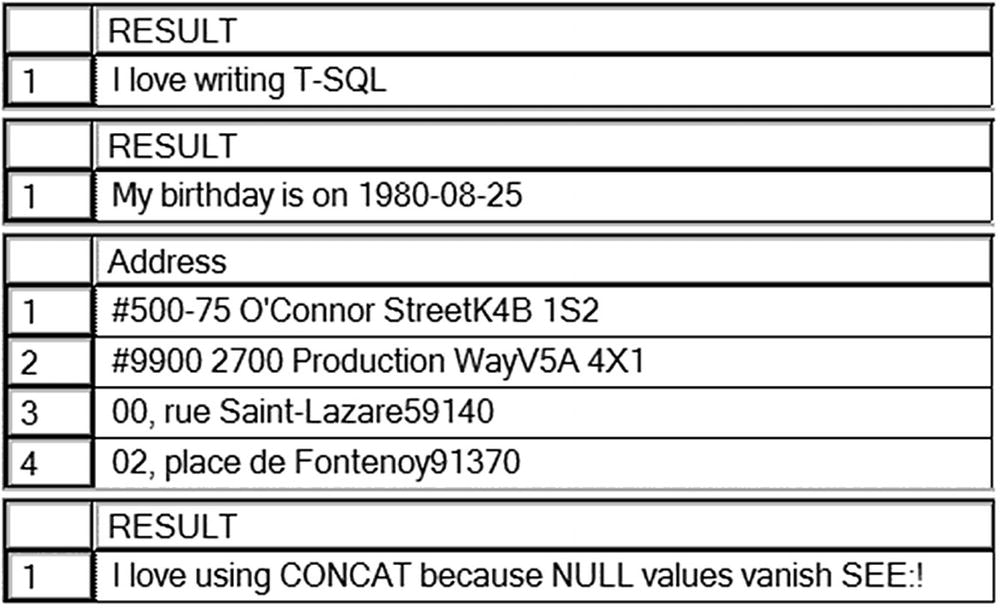 RESULT
1 I love writing T-SQL
RESULT
1 My birthday is on 1980-08-25
Address
1 #500-75 O'Connor StreetK4B 1S2
2 #9900 2700 Production WayV5A 4X1
3 00, rue Saint-Lazare59140
4 02, place de Fontenoy91370
RESULT
1 I love using CONCAT because NULL values vanish SEE:!